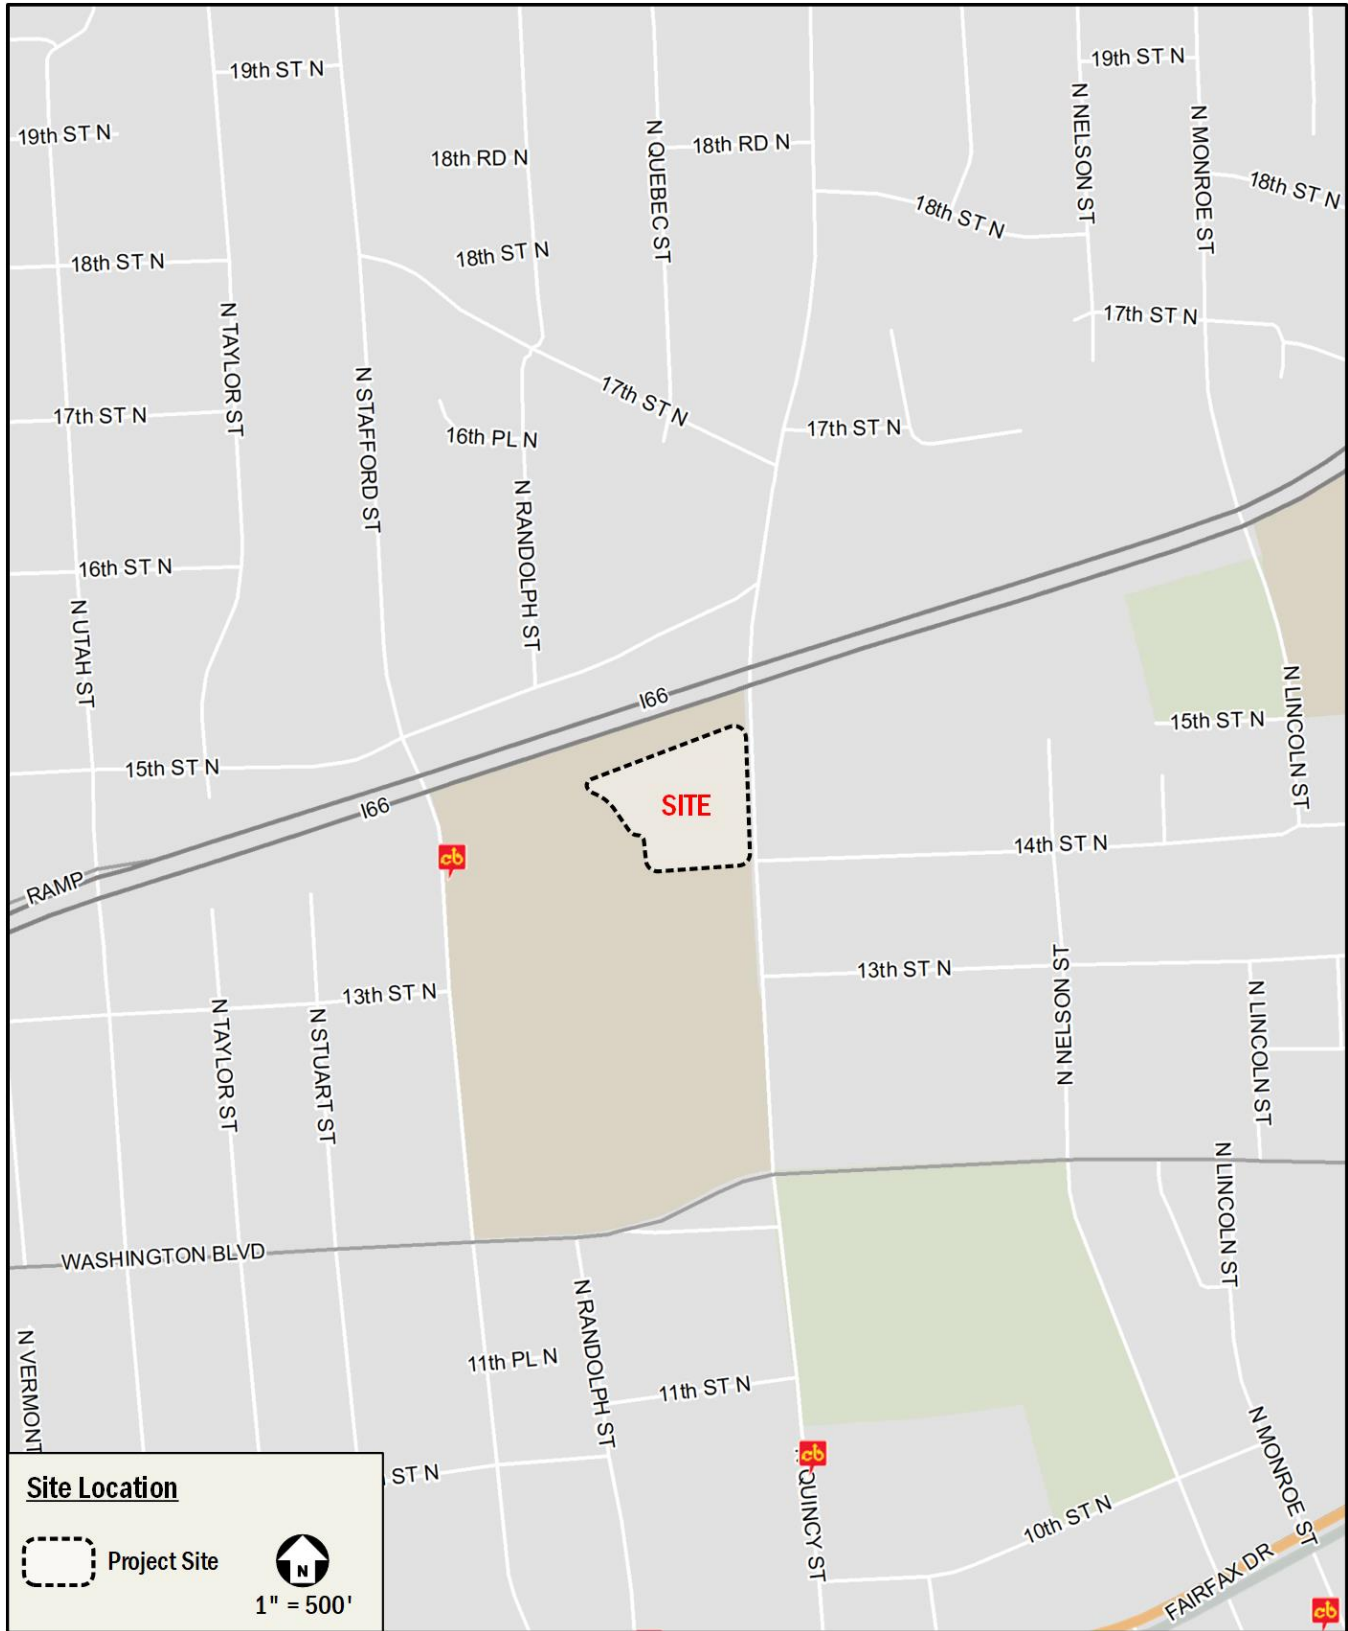 19th ST N
19th ST N
19th ST N
18th RD N
18th RD N
N QUEBEC ST
N NELSON ST
N MONROE ST
18th ST N
18th ST N
18th ST N
18th ST N
N TAYLOR ST
17th ST N
N STAFFORD ST
17th ST N
17th ST N
17th ST N
16th PL N
N RANDOLPH ST
16th ST N
N UTAH ST
I66
N LINCOLN ST
15th ST N
15th ST N
I66
SITE
14th ST N
cb
RAMP
13th ST N
13th ST N
N TAYLOR ST
N STUART ST
N NELSON ST
N LINCOLN ST
N LINCOLN ST
WASHINGTON BLVD
N VERMONT
N RANDOLPH ST
11th PL N
11th ST N
cb
QUINCY ST
N MONROE ST
ST N
10th ST N
FAIRFAX DR
cb
Site Location
Project Site
N
1" = 500'